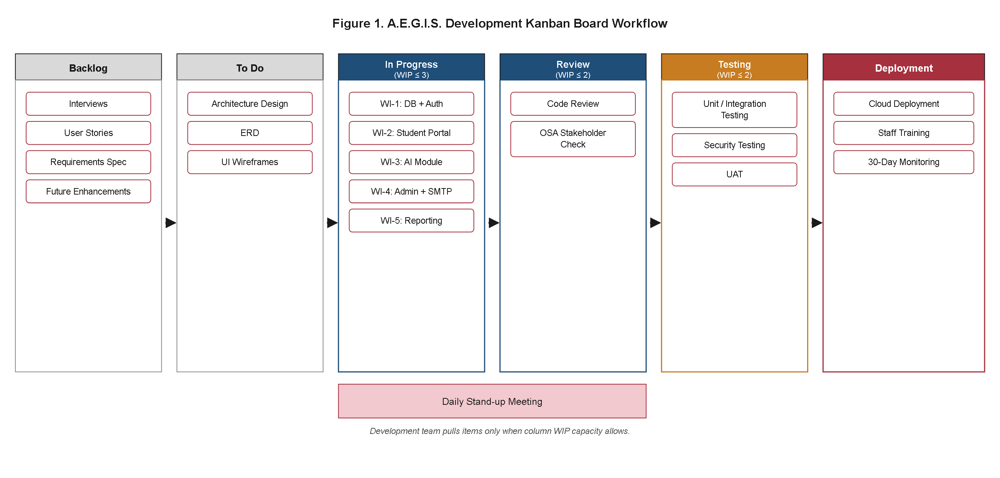 Figure 1. A.E.G.I.S. Development Kanban Board Workflow
Backlog
Interviews
User Stories
Requirements Spec
Future Enhancements
To Do
Architecture Design
ERD
UI Wireframes
In Progress
(WIP ≤ 3)
WI-1: DB + Auth
WI-2: Student Portal
WI-3: AI Module
WI-4: Admin + SMTP
WI-5: Reporting
Review
(WIP ≤ 2)
Code Review
OSA Stakeholder
Check
Testing
(WIP ≤ 2)
Unit / Integration
Testing
Security Testing
UAT
Deployment
Cloud Deployment
Staff Training
30-Day Monitoring
Daily Stand-up Meeting
Development team pulls items only when column WIP capacity allows.